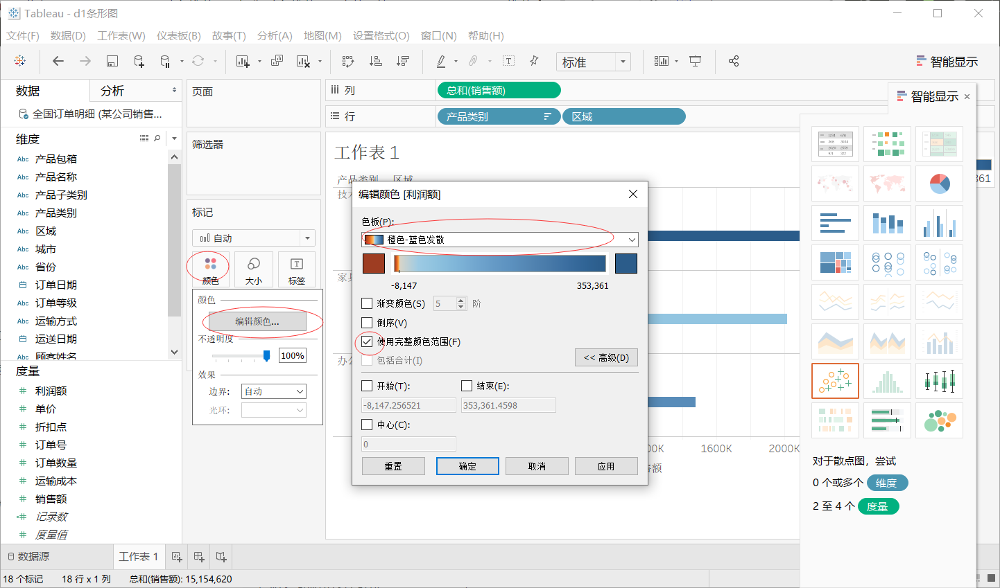 Tableau - d1条形图
文件(F) 数据(D) 工作表(W) 仪表板(B) 故事(T) 分析(A) 地图(M) 设置格式(O) 窗口(N) 帮助(H)
标准
智能显示
数据 分析
全国订单明细 (某公司销售...
维度
Abc 产品包箱
Abc 产品名称
Abc 产品子类别
Abc 产品类别
Abc 区域
Abc 城市
Abc 省份
订单日期
Abc 订单等级
Abc 运输方式
运送日期
Abc 顾客姓名
度量
利润额
单价
折扣点
订单号
订单数量
运输成本
销售额
记录数
度量值
页面
筛选器
标记
自动
颜色 大小 标签
颜色
编辑颜色...
不透明度
100%
效果
边界: 自动
光环:
列 总和(销售额)
行 产品类别 区域
工作表 1
产品类别 区域
技
家具
办公
00K 1600K 2000K
售额
361
编辑颜色 [利润额]
色板(P):
橙色-蓝色发散
-8,147 353,361
渐变颜色(S) 5 阶
倒序(V)
使用完整颜色范围(F)
包括合计(I)
<< 高级(D)
开始(T): 结束(E):
-8,147.256521 353,361.4598
中心(C):
0
重置 确定 取消 应用
智能显示
对于散点图，尝试
0 个或多个 维度
2 至 4 个 度量
数据源 工作表 1
18 个标记 18 行 x 1 列 总和(销售额): 15,154,620